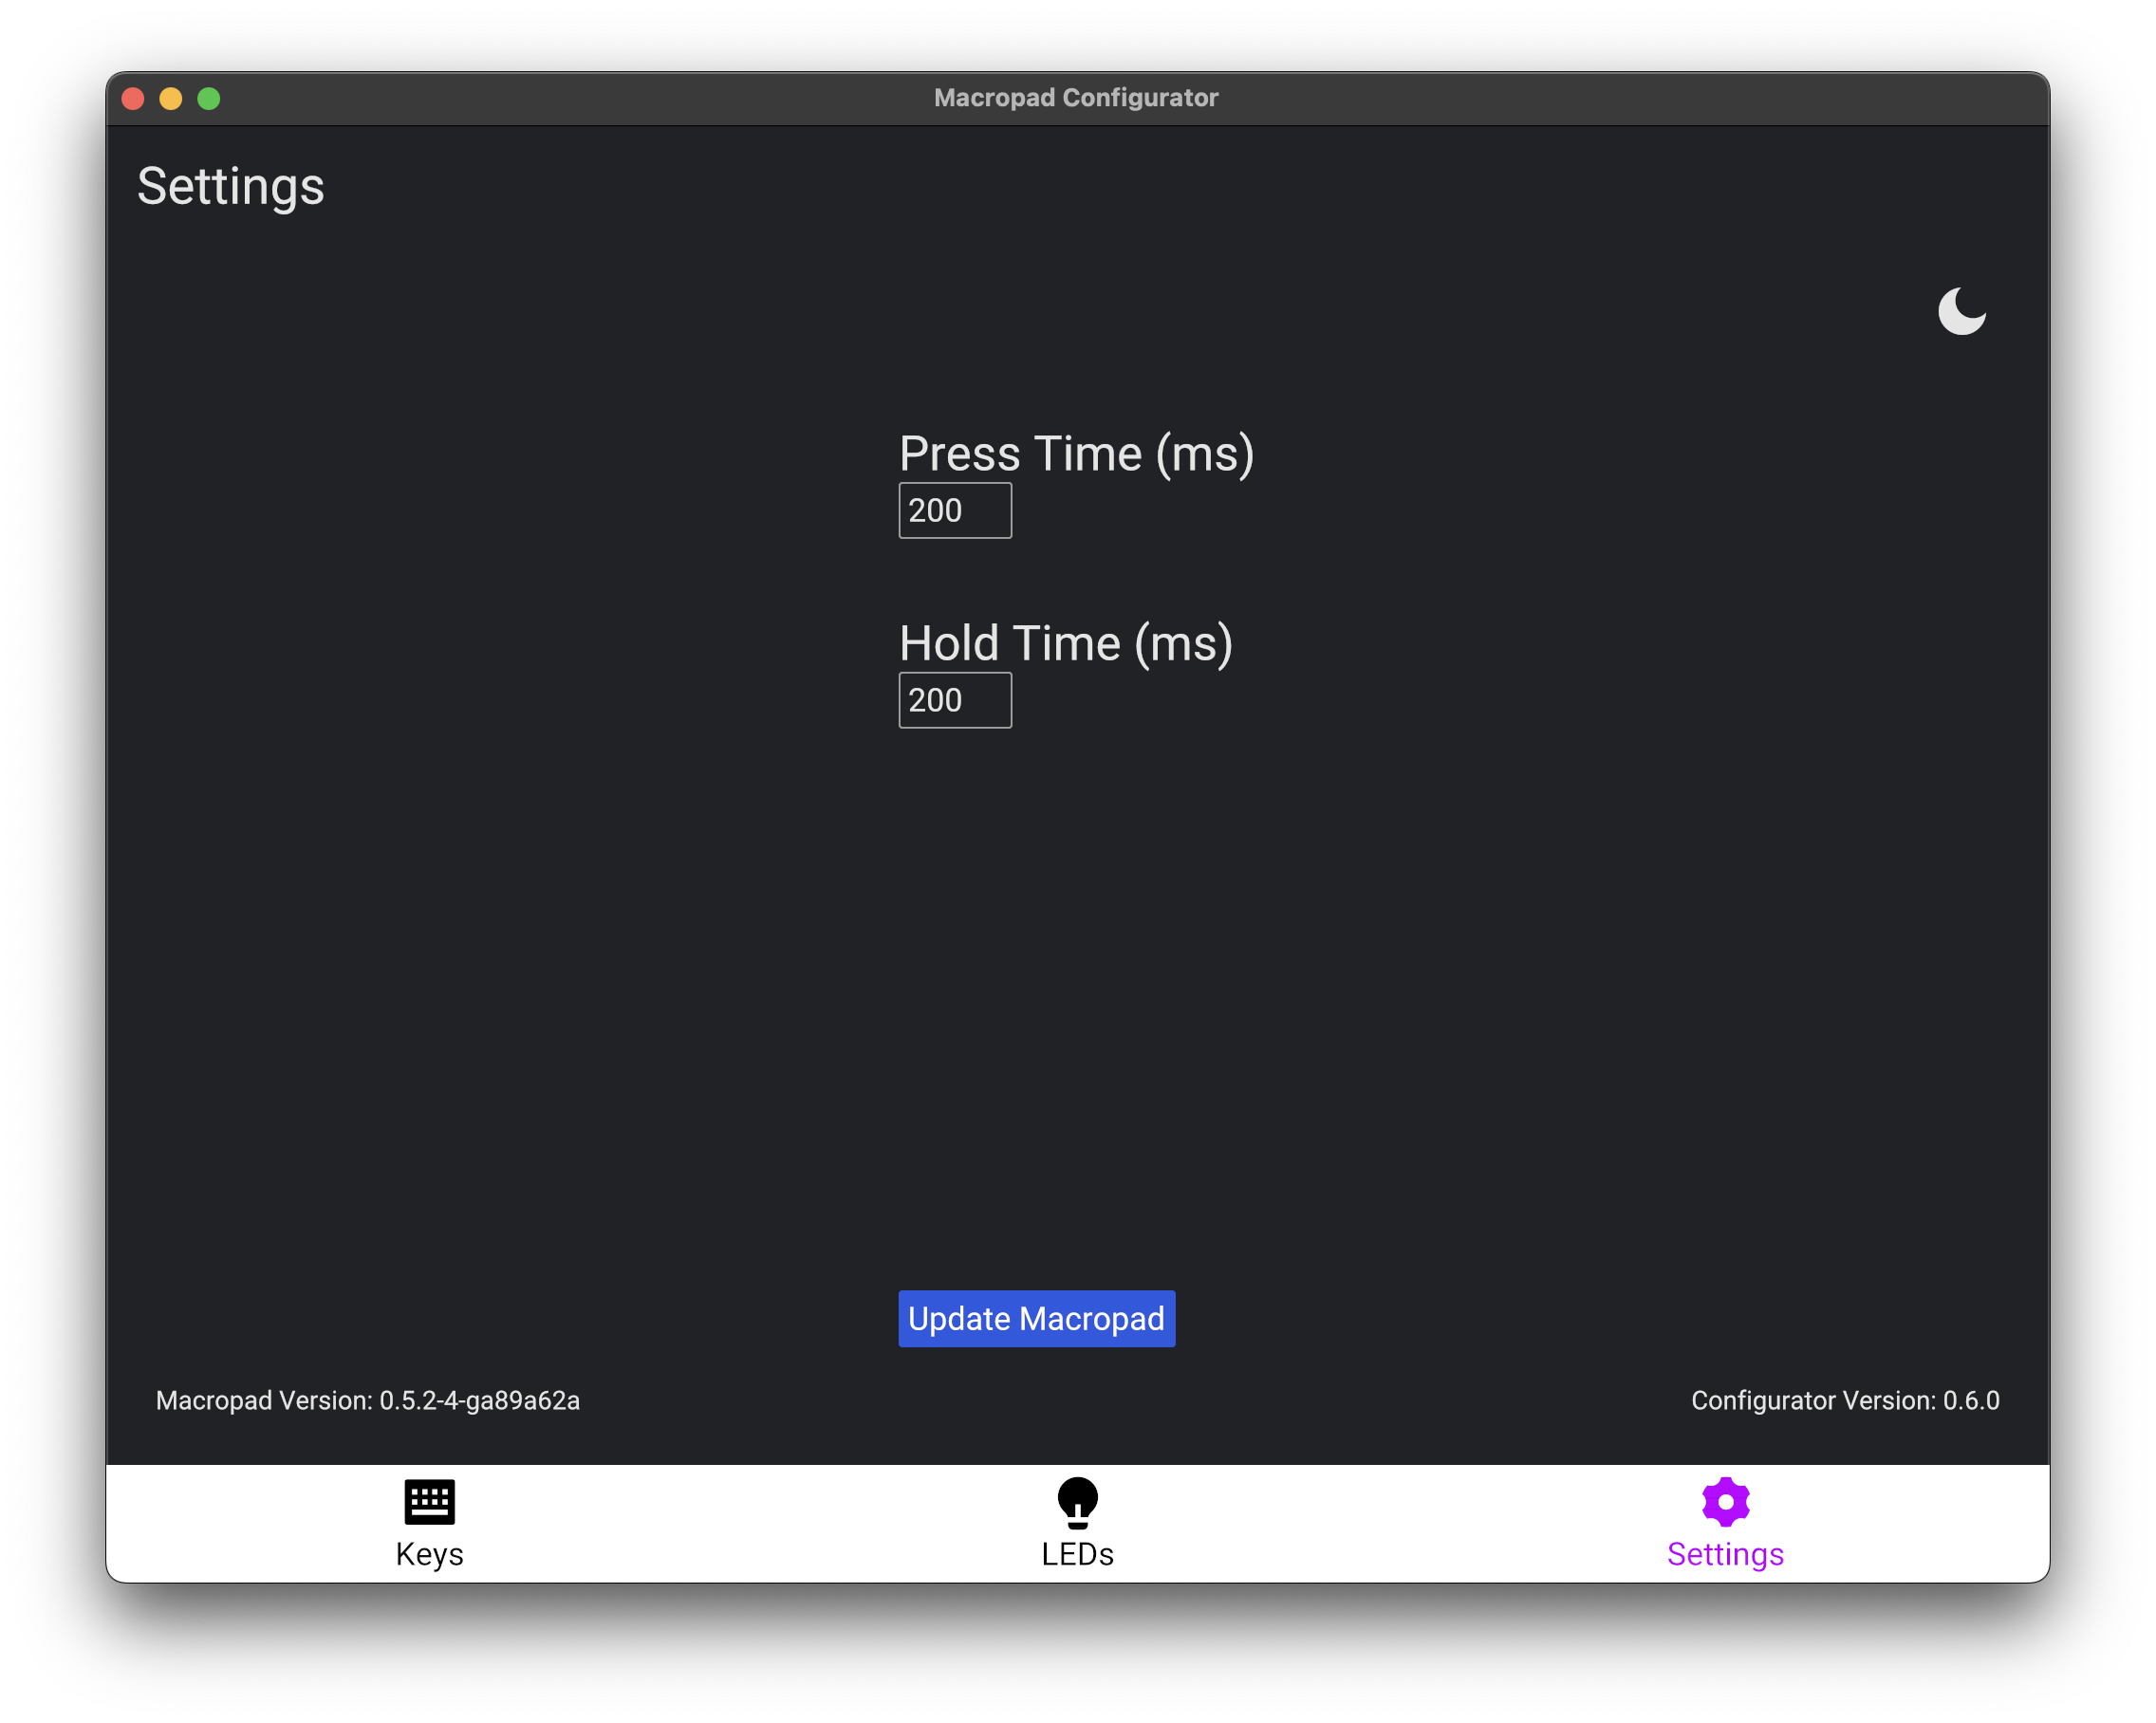 Macropad Configurator
Settings
Press Time (ms)
200
Hold Time (ms)
200
Update Macropad
Macropad Version: 0.5.2-4-ga89a62a
Configurator Version: 0.6.0
Keys
LEDs
Settings